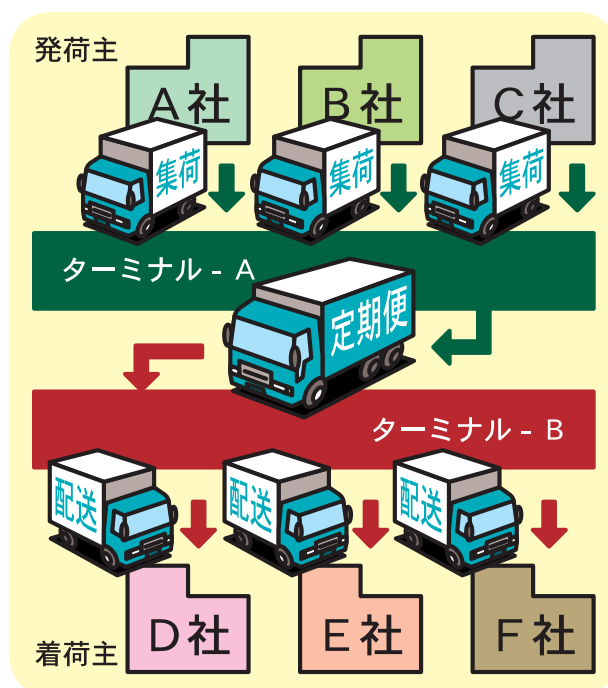 発荷主
A社
B社
C社
集荷
集荷
集荷
ターミナル - A
定期便
ターミナル - B
配送
配送
配送
D社
E社
F社
着荷主